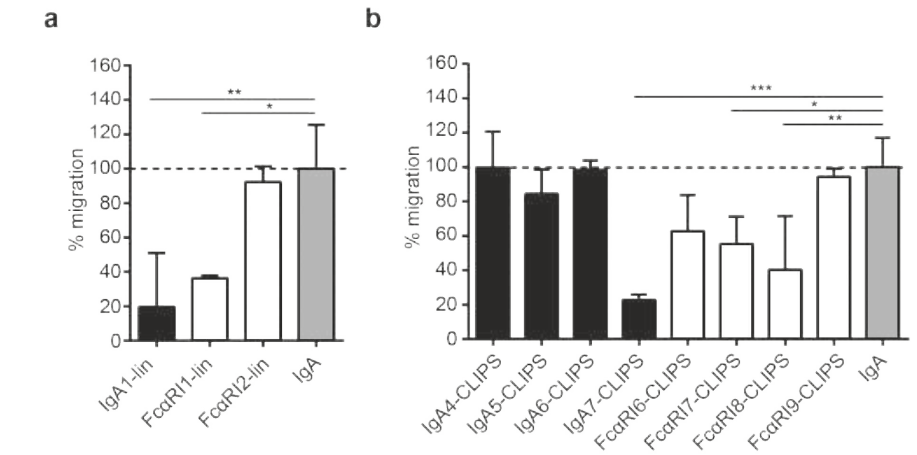 a
b
160
140
120
100
80
60
40
20
0
% migration
**
*
IgA1-lin
FcαRI1-lin
FcαRI2-lin
IgA
160
140
120
100
80
60
40
20
0
% migration
***
*
**
IgA4-CLIPS
IgA5-CLIPS
IgA6-CLIPS
IgA7-CLIPS
FcαRI6-CLIPS
FcαRI7-CLIPS
FcαRI8-CLIPS
FcαRI9-CLIPS
IgA